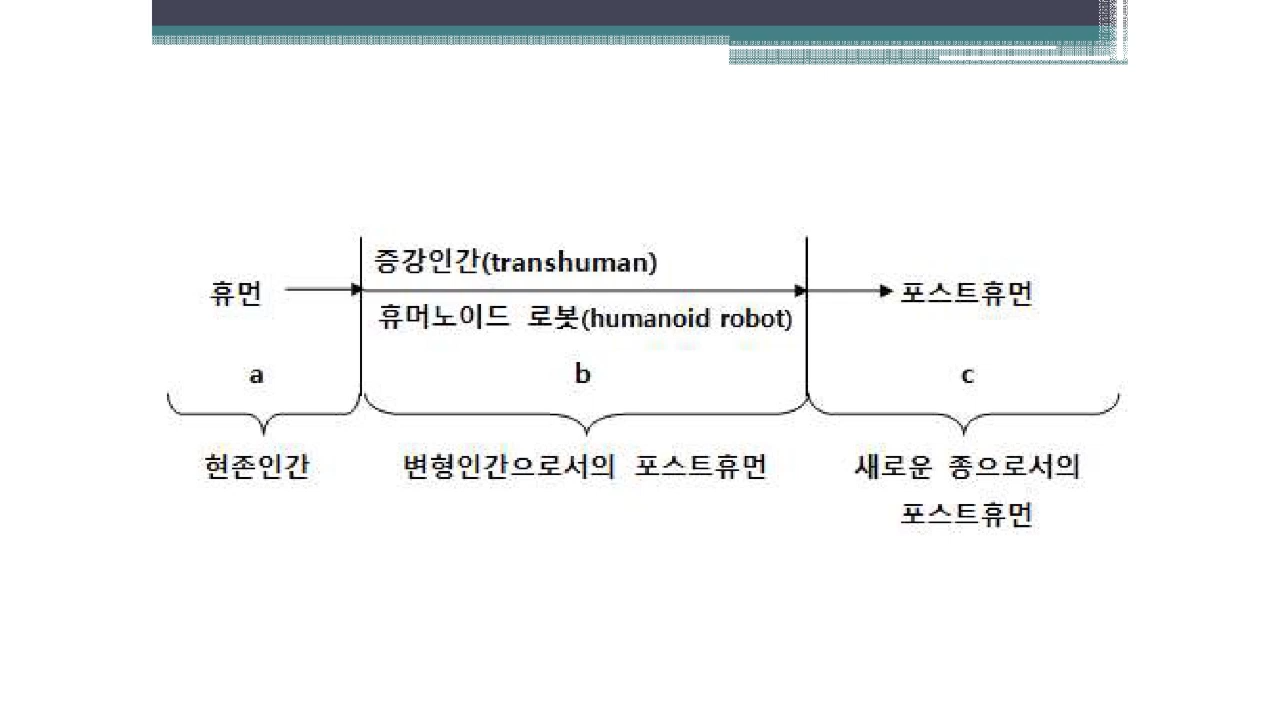 증강인간(transhuman)
휴먼
포스트휴먼
휴머노이드 로봇(humanoid robot)
a
b
c
현존인간
변형인간으로서의 포스트휴먼
새로운 종으로서의
포스트휴먼